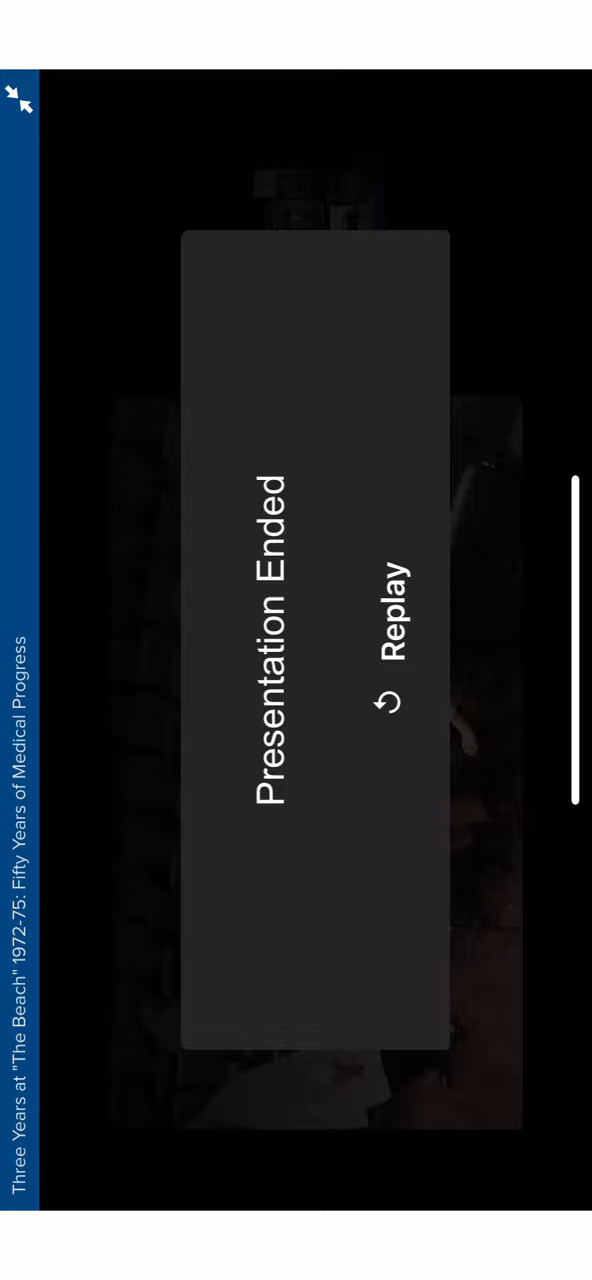 Three Years at "The Beach" 1972-75: Fifty Years of Medical Progress
Presentation Ended
Replay